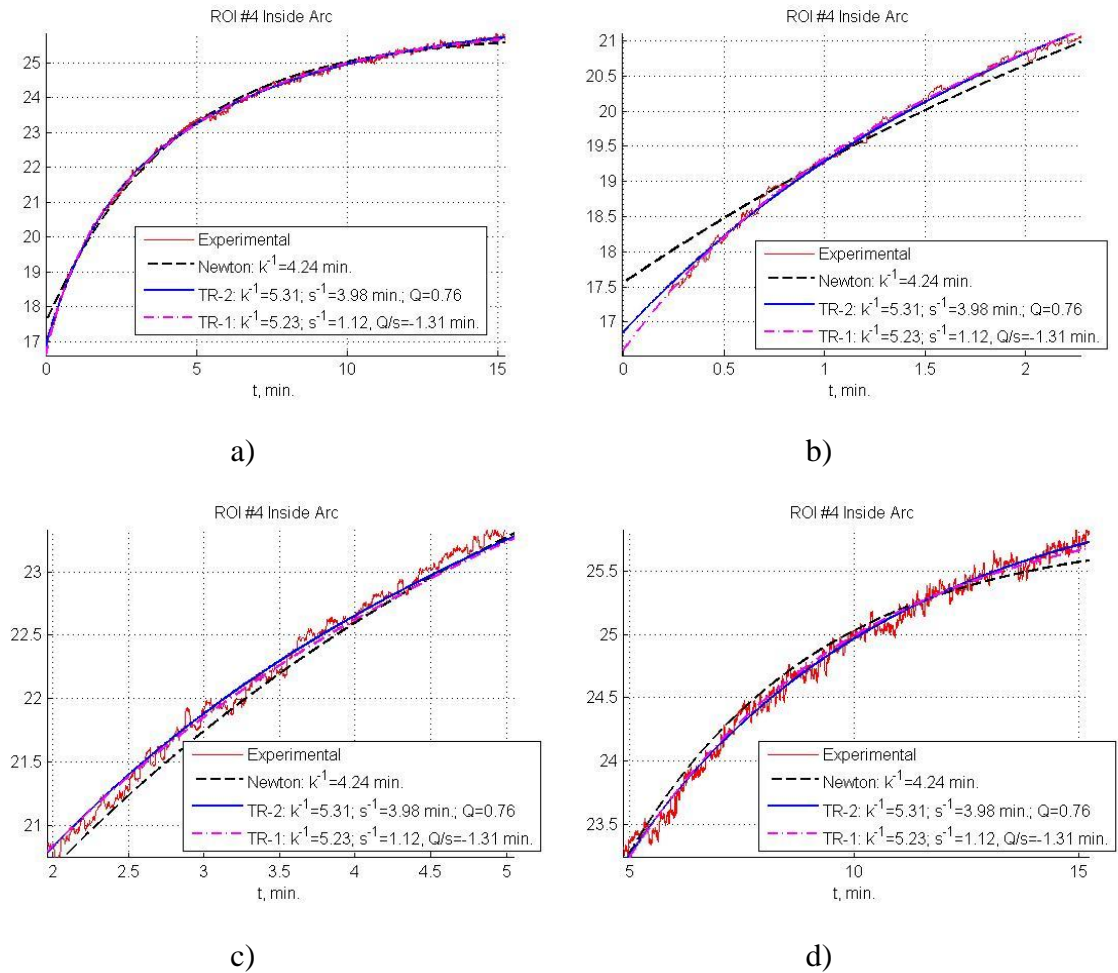 ROI #4 Inside Arc
25
24
23
22
21
20
19
18
17
Experimental
Newton: k⁻¹=4.24 min.
TR-2: k⁻¹=5.31; s⁻¹=3.98 min.; Q=0.76
TR-1: k⁻¹=5.23; s⁻¹=1.12, Q/s=-1.31 min.
0 5 10 15
t, min.
a)
ROI #4 Inside Arc
21
20.5
20
19.5
19
18.5
18
17.5
17
Experimental
Newton: k⁻¹=4.24 min.
TR-2: k⁻¹=5.31; s⁻¹=3.98 min.; Q=0.76
TR-1: k⁻¹=5.23; s⁻¹=1.12, Q/s=-1.31 min.
0 0.5 1 1.5 2
t, min.
b)
ROI #4 Inside Arc
23
22.5
22
21.5
21
Experimental
Newton: k⁻¹=4.24 min.
TR-2: k⁻¹=5.31; s⁻¹=3.98 min.; Q=0.76
TR-1: k⁻¹=5.23; s⁻¹=1.12, Q/s=-1.31 min.
2 2.5 3 3.5 4 4.5 5
t, min.
c)
ROI #4 Inside Arc
25.5
25
24.5
24
23.5
Experimental
Newton: k⁻¹=4.24 min.
TR-2: k⁻¹=5.31; s⁻¹=3.98 min.; Q=0.76
TR-1: k⁻¹=5.23; s⁻¹=1.12, Q/s=-1.31 min.
5 10 15
t, min.
d)